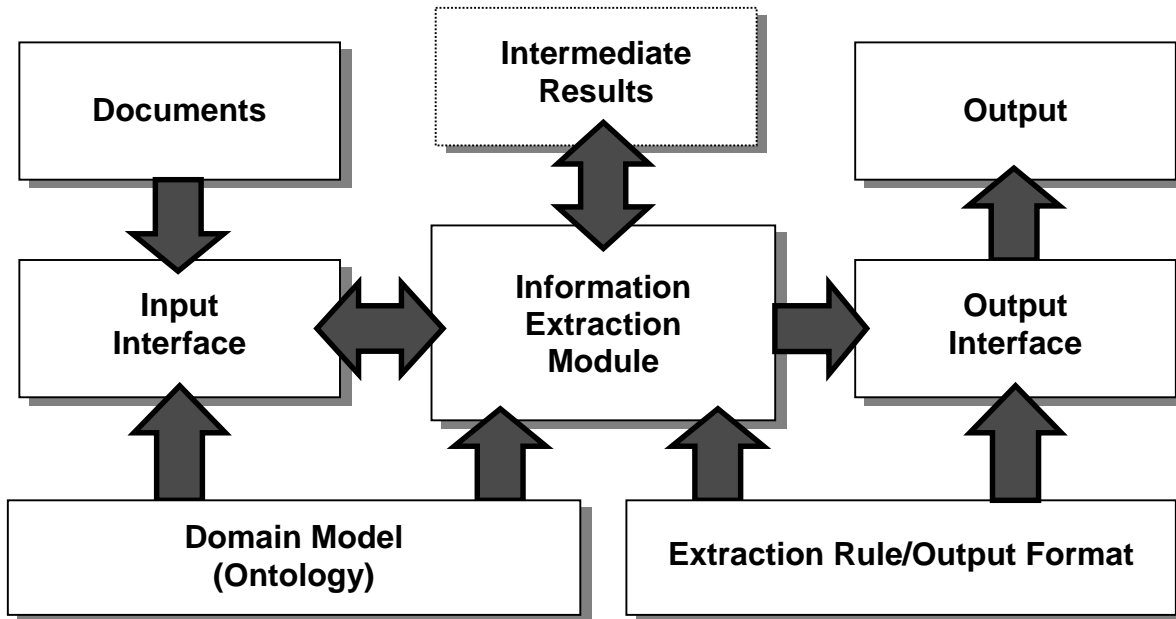 Documents
Intermediate
Results
Output
Input
Interface
Information
Extraction
Module
Output
Interface
Domain Model
(Ontology)
Extraction Rule/Output Format